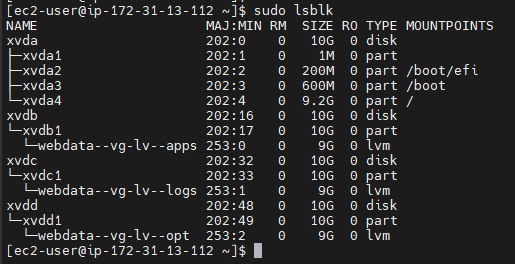 [ec2-user@ip-172-31-13-112 ~]$ sudo lsblk
NAME                      MAJ:MIN RM  SIZE RO TYPE MOUNTPOINTS
xvda                      202:0    0   10G  0 disk
├─xvda1                   202:1    0    1M  0 part
├─xvda2                   202:2    0  200M  0 part /boot/efi
├─xvda3                   202:3    0  600M  0 part /boot
└─xvda4                   202:4    0  9.2G  0 part /
xvdb                      202:16   0   10G  0 disk
└─xvdb1                   202:17   0   10G  0 part
  └─webdata--vg-lv--apps 253:0    0    9G  0 lvm
xvdc                      202:32   0   10G  0 disk
└─xvdc1                   202:33   0   10G  0 part
  └─webdata--vg-lv--logs 253:1    0    9G  0 lvm
xvdd                      202:48   0   10G  0 disk
└─xvdd1                   202:49   0   10G  0 part
  └─webdata--vg-lv--opt  253:2    0    9G  0 lvm
[ec2-user@ip-172-31-13-112 ~]$